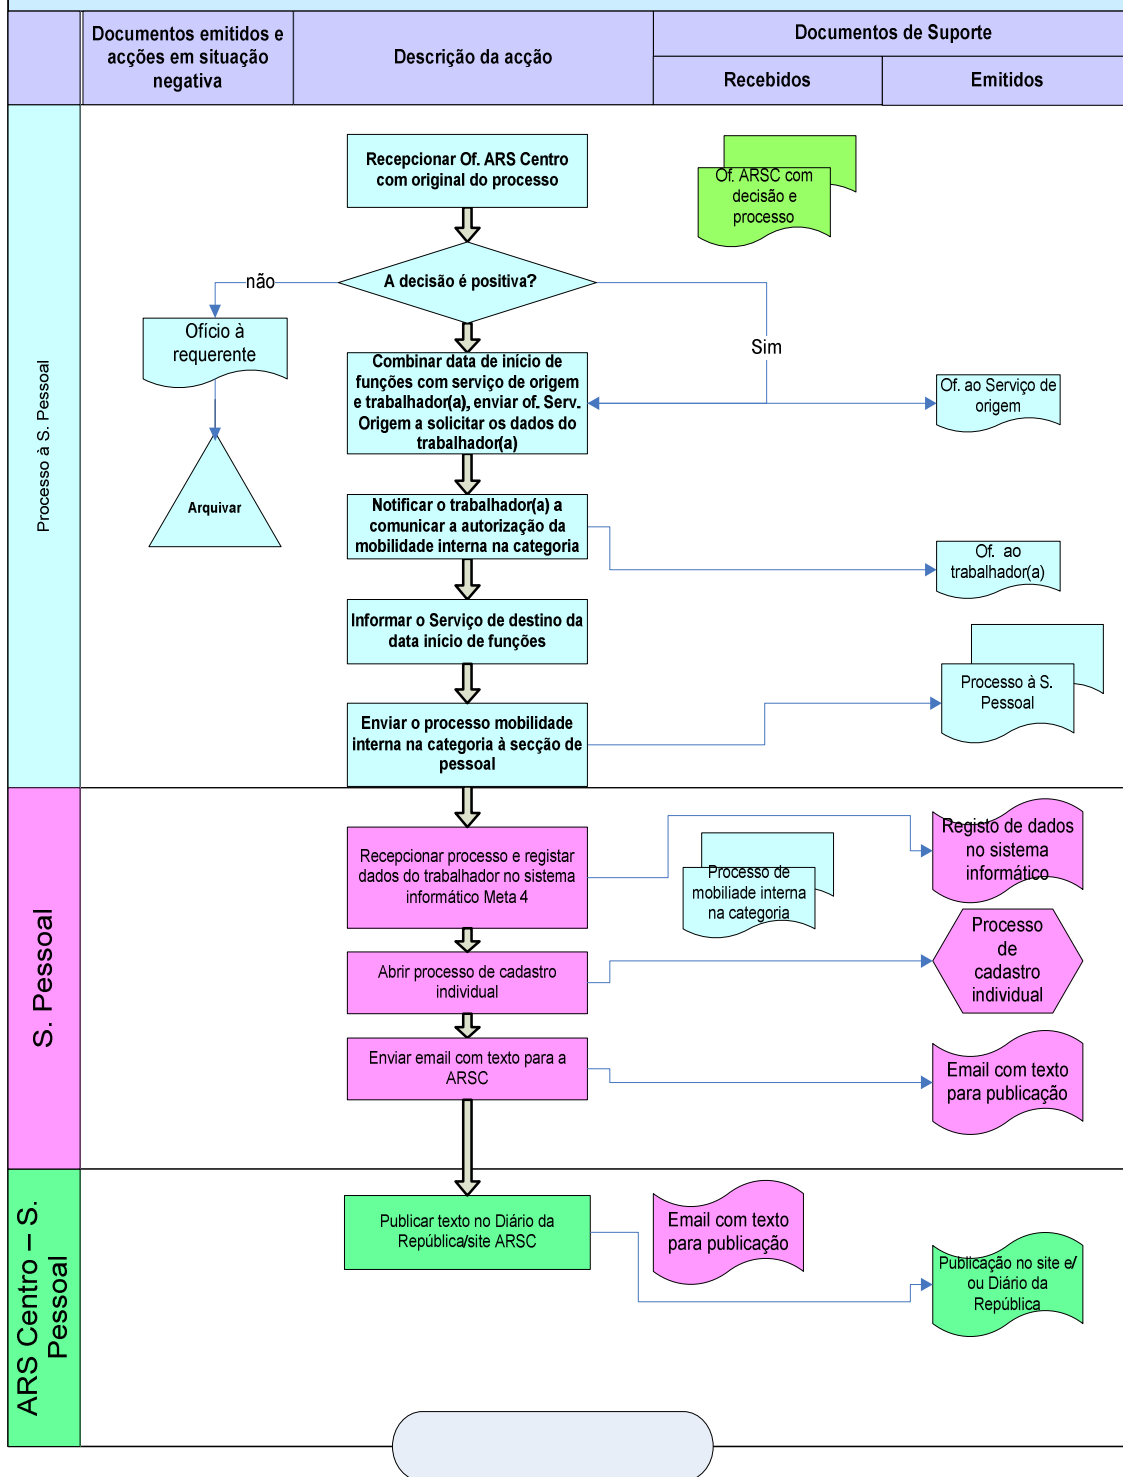 Documentos emitidos e
acções em situação
negativa
Descrição da acção
Documentos de Suporte
Recebidos
Emitidos
Processo à S. Pessoal
Recepcionar Of. ARS Centro
com original do processo
Of. ARSC com
decisão e
processo
A decisão é positiva?
não
Sim
Ofício à
requerente
Arquivar
Combinar data de início de
funções com serviço de origem
e trabalhador(a), enviar of. Serv.
Origem a solicitar os dados do
trabalhador(a)
Of. ao Serviço de
origem
Notificar o trabalhador(a) a
comunicar a autorização da
mobilidade interna na categoria
Of. ao
trabalhador(a)
Informar o Serviço de destino da
data início de funções
Enviar o processo mobilidade
interna na categoria à secção de
pessoal
Processo à S.
Pessoal
S. Pessoal
Recepcionar processo e registar
dados do trabalhador no sistema
informático Meta 4
Processo de
mobiliade interna
na categoria
Registo de dados
no sistema
informático
Abrir processo de cadastro
individual
Processo
de
cadastro
individual
Enviar email com texto para a
ARSC
Email com texto
para publicação
ARS Centro – S.
Pessoal
Publicar texto no Diário da
República/site ARSC
Email com texto
para publicação
Publicação no site e/
ou Diário da
República